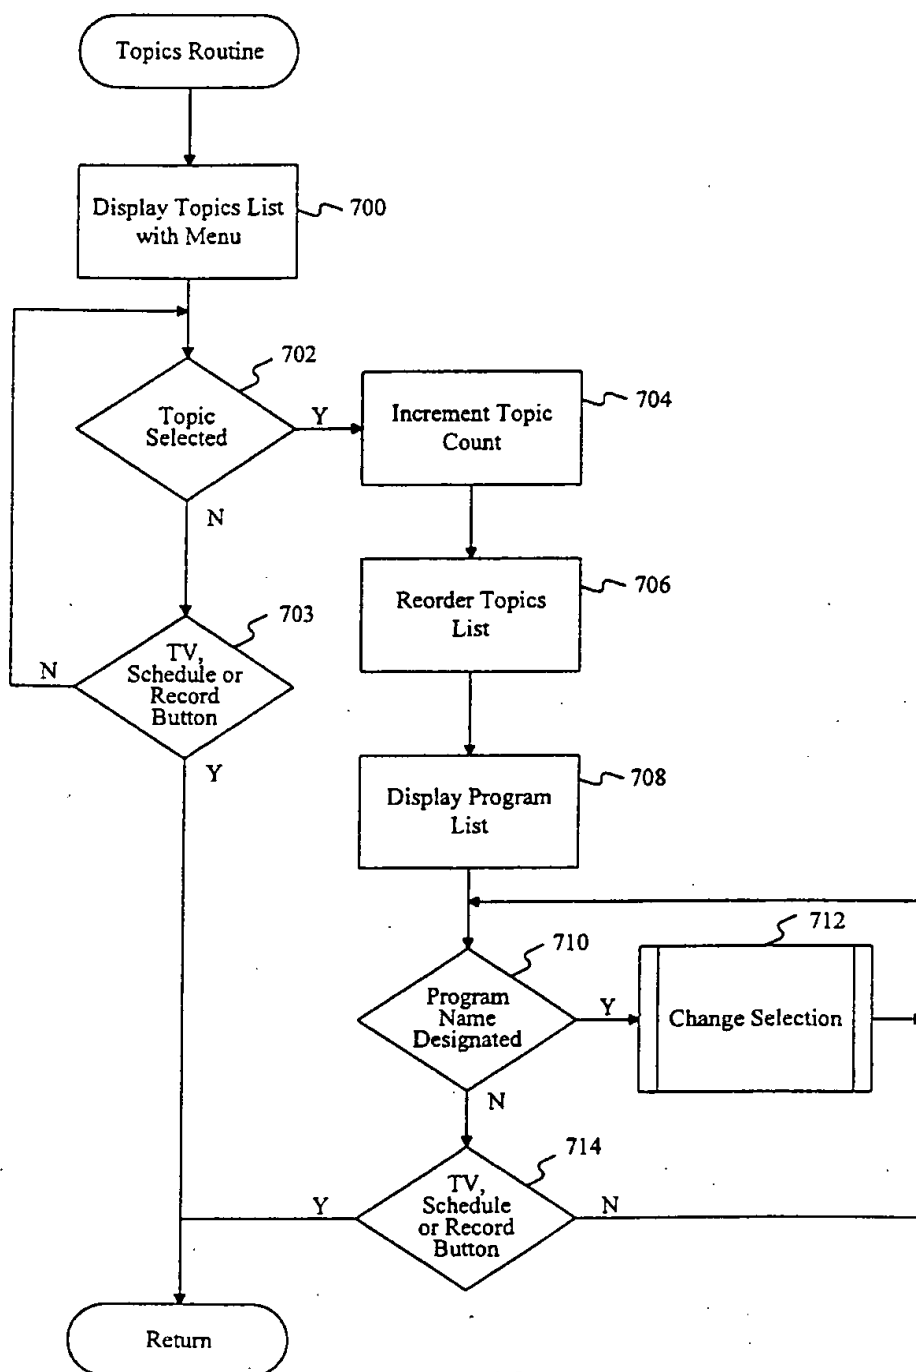 Topics Routine
Display Topics List
with Menu
700
702
Topic
Selected
Y
Increment Topic
Count
704
N
Reorder Topics
List
706
703
TV,
Schedule or
Record
Button
N
Y
Display Program
List
708
710
Program
Name
Designated
Y
712
Change Selection
N
714
TV,
Schedule
or Record
Button
Y
N
Return